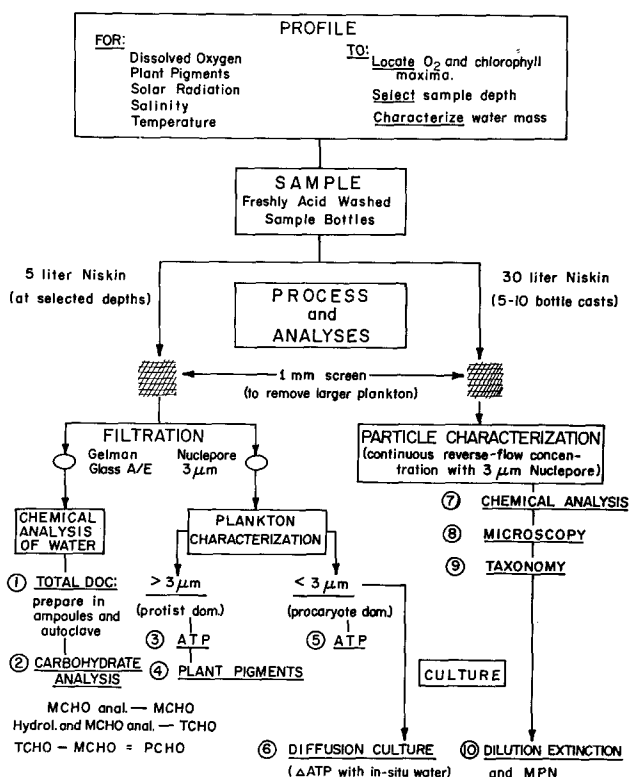 PROFILE
FOR:
Dissolved Oxygen
Plant Pigments
Solar Radiation
Salinity
Temperature
TO:
Locate O2 and chlorophyll
maxima.
Select sample depth
Characterize water mass
SAMPLE
Freshly Acid Washed
Sample Bottles
5 liter Niskin
(at selected depths)
30 liter Niskin
(5-10 bottle casts)
PROCESS
and
ANALYSES
1 mm screen
(to remove larger plankton)
FILTRATION
Gelman
Glass A/E
Nuclepore
3 μm
PARTICLE CHARACTERIZATION
(continuous reverse-flow concen-
tration with 3 μm Nuclepore)
CHEMICAL
ANALYSIS
OF WATER
PLANKTON
CHARACTERIZATION
① TOTAL DOC:
prepare in
ampoules and
autoclave
② CARBOHYDRATE
ANALYSIS
MCHO anal. — MCHO
Hydrol. and MCHO anal. — TCHO
TCHO — MCHO = PCHO
> 3 μm
(protist dom.)
③ ATP
④ PLANT PIGMENTS
< 3 μm
(procaryote dom.)
⑤ ATP
⑦ CHEMICAL ANALYSIS
⑧ MICROSCOPY
⑨ TAXONOMY
CULTURE
⑥ DIFFUSION CULTURE
(ΔATP with in-situ water)
⑩ DILUTION EXTINCTION
and MPN